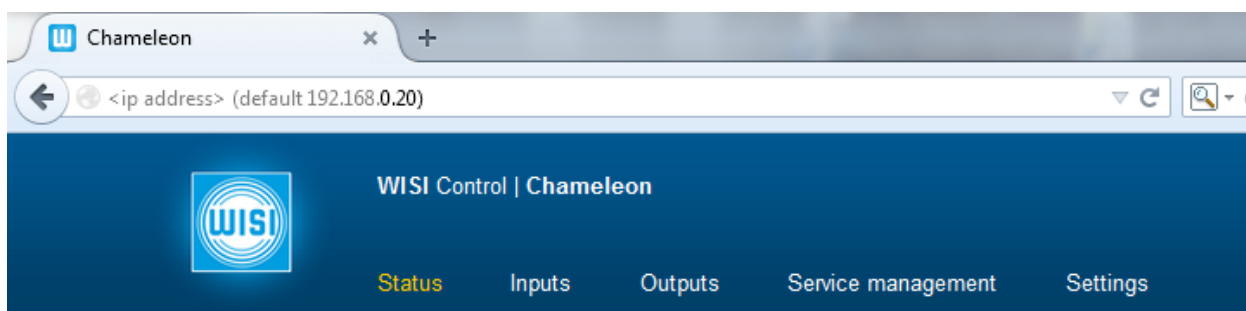 Chameleon
<ip address> (default 192.168.0.20)
WISI Control | Chameleon
WISI
Status Inputs Outputs Service management Settings